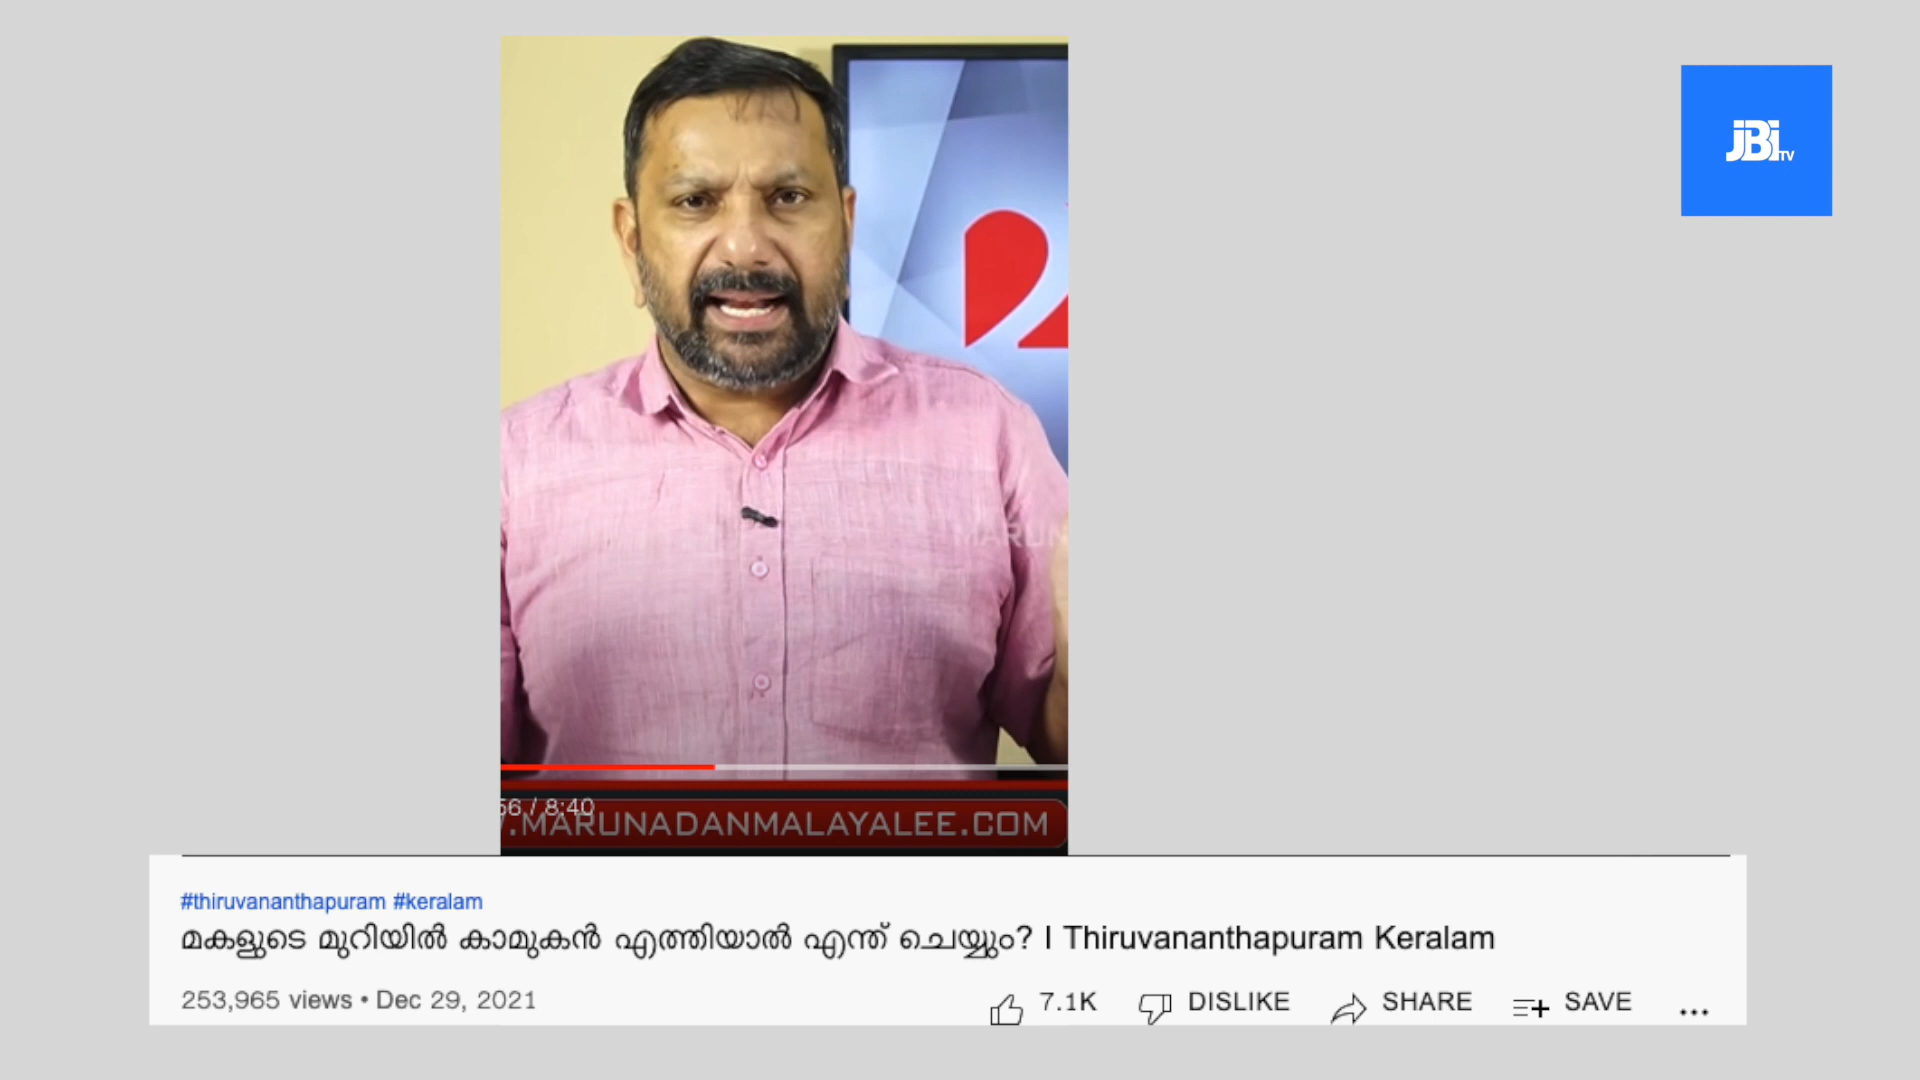 JBi TV
MARUN
56 / 8:40
.MARUNADANMALAYALEE.COM
#thiruvananthapuram #keralam
മകളുടെ മുറിയിൽ കാമുകൻ എത്തിയാൽ എന്ത് ചെയ്യും? I Thiruvananthapuram Keralam
253,965 views • Dec 29, 2021
7.1K DISLIKE SHARE SAVE ...